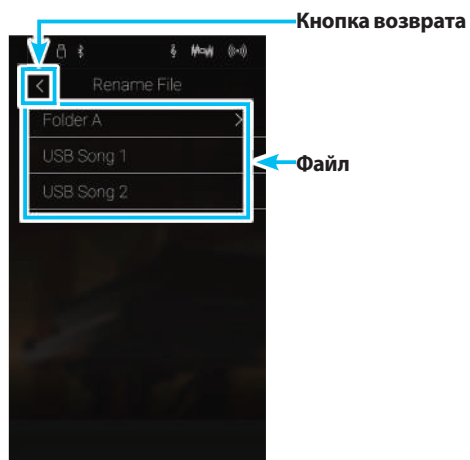 Кнопка возврата
Rename File
Folder A
USB Song 1
Файл
USB Song 2